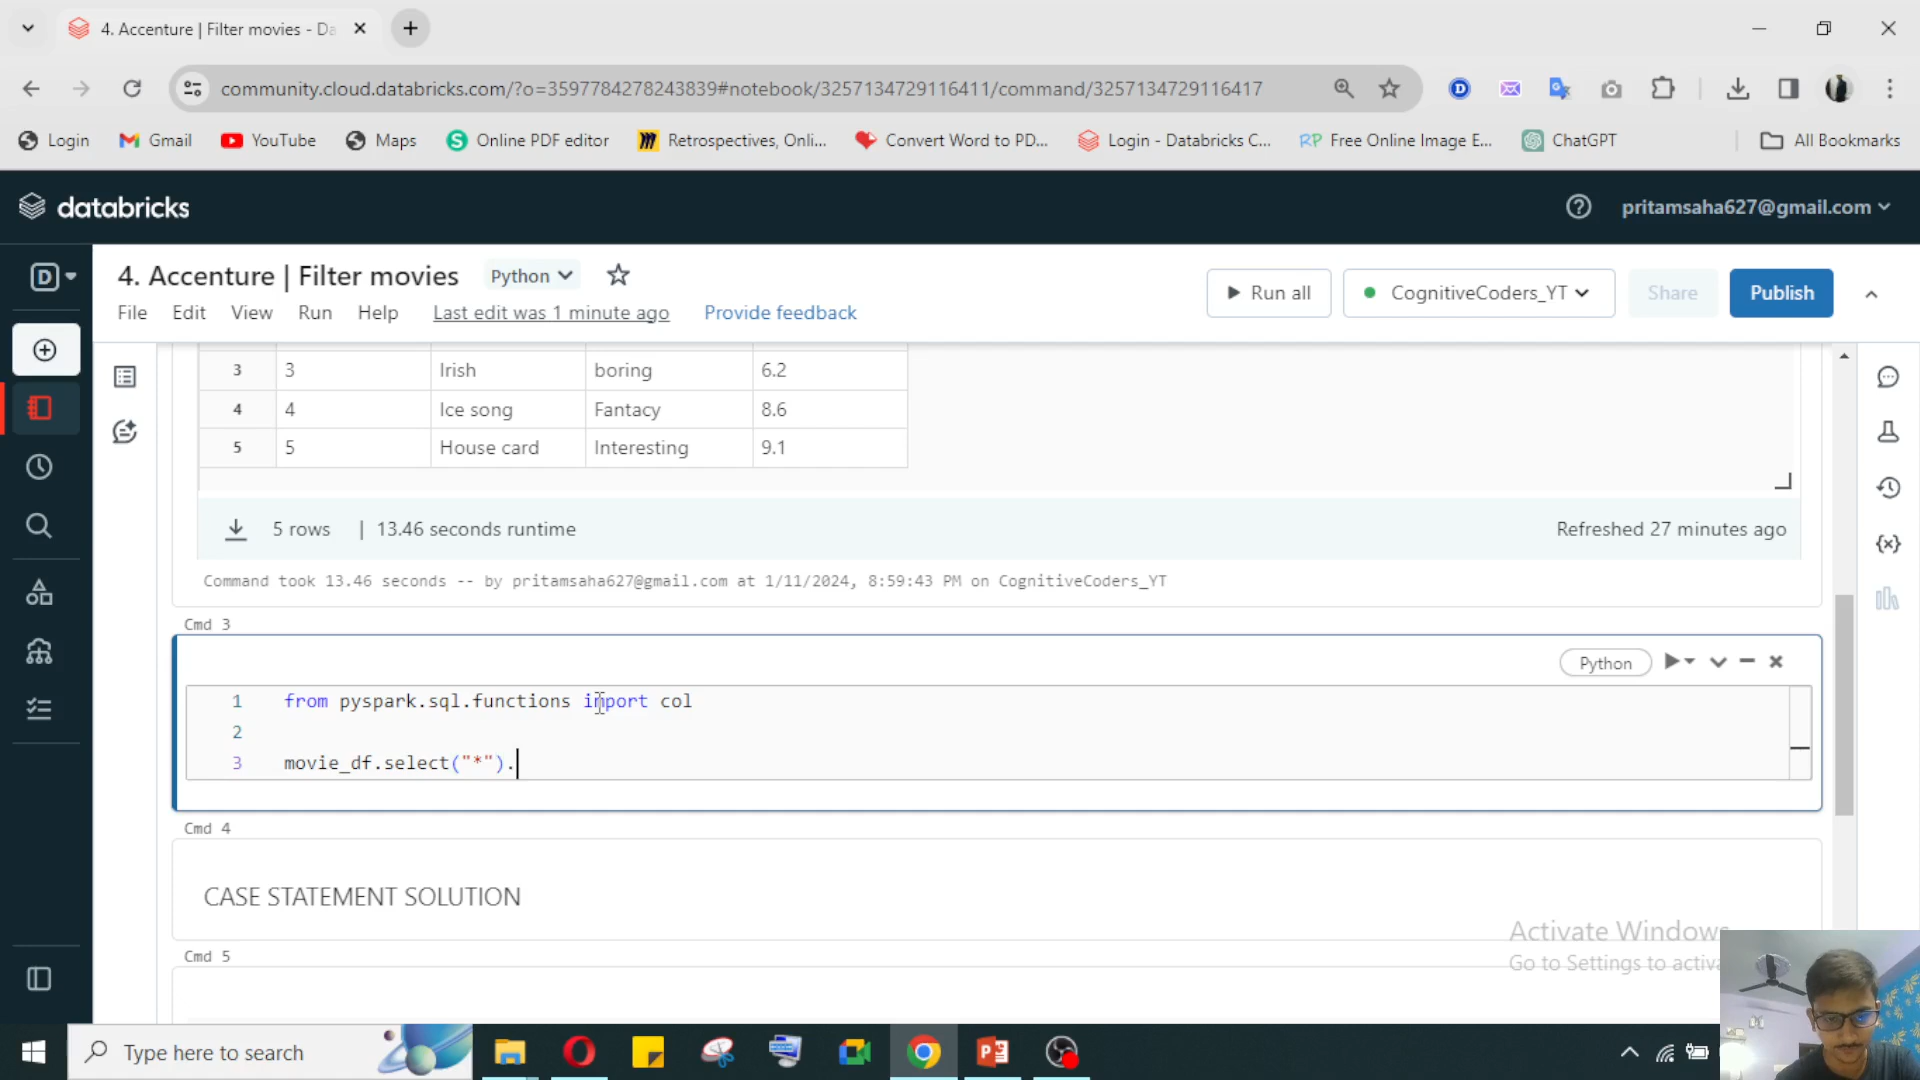 4. Accenture | Filter movies - Da
community.cloud.databricks.com/?o=3597784278243839#notebook/3257134729116411/command/3257134729116417
Login
Gmail
YouTube
Maps
Online PDF editor
Retrospectives, Onli...
Convert Word to PD...
Login - Databricks C...
RP Free Online Image E...
ChatGPT
All Bookmarks
databricks
pritamsaha627@gmail.com
D
4. Accenture | Filter movies
Python
Run all
CognitiveCoders_YT
Share
Publish
File Edit View Run Help Last edit was 1 minute ago Provide feedback
3 3 Irish boring 6.2
4 4 Ice song Fantacy 8.6
5 5 House card Interesting 9.1
5 rows | 13.46 seconds runtime
Refreshed 27 minutes ago
Command took 13.46 seconds -- by pritamsaha627@gmail.com at 1/11/2024, 8:59:43 PM on CognitiveCoders_YT
Cmd 3
Python
1 from pyspark.sql.functions import col
2
3 movie_df.select("*").
Cmd 4
CASE STATEMENT SOLUTION
Cmd 5
Activate Windows
Go to Settings to activa
Type here to search